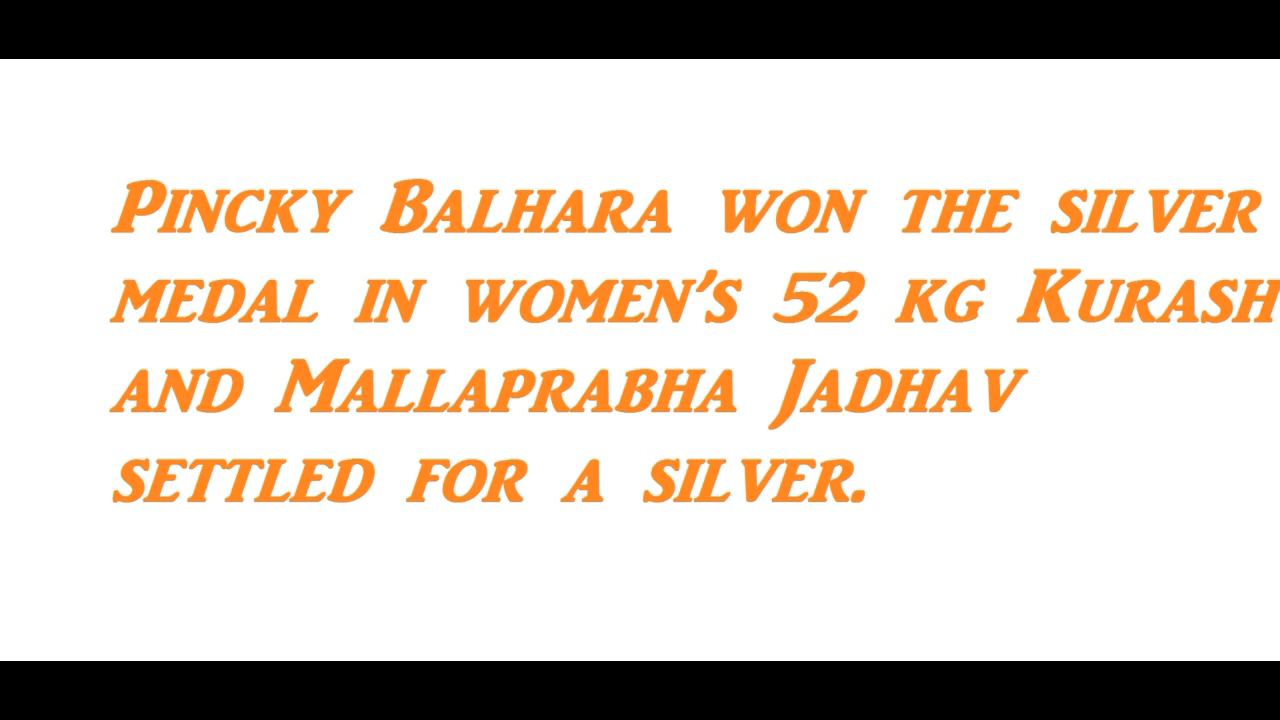 Pincky Balhara won the silver
medal in women's 52 kg Kurash
and Mallaprabha Jadhav
settled for a silver.